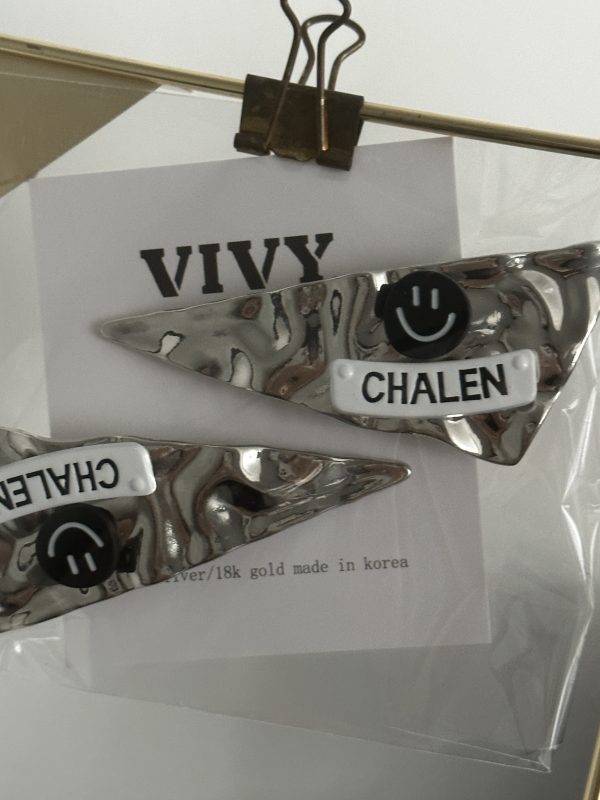 VIVY
CHALEN
CHALEN
/18k gold made in korea